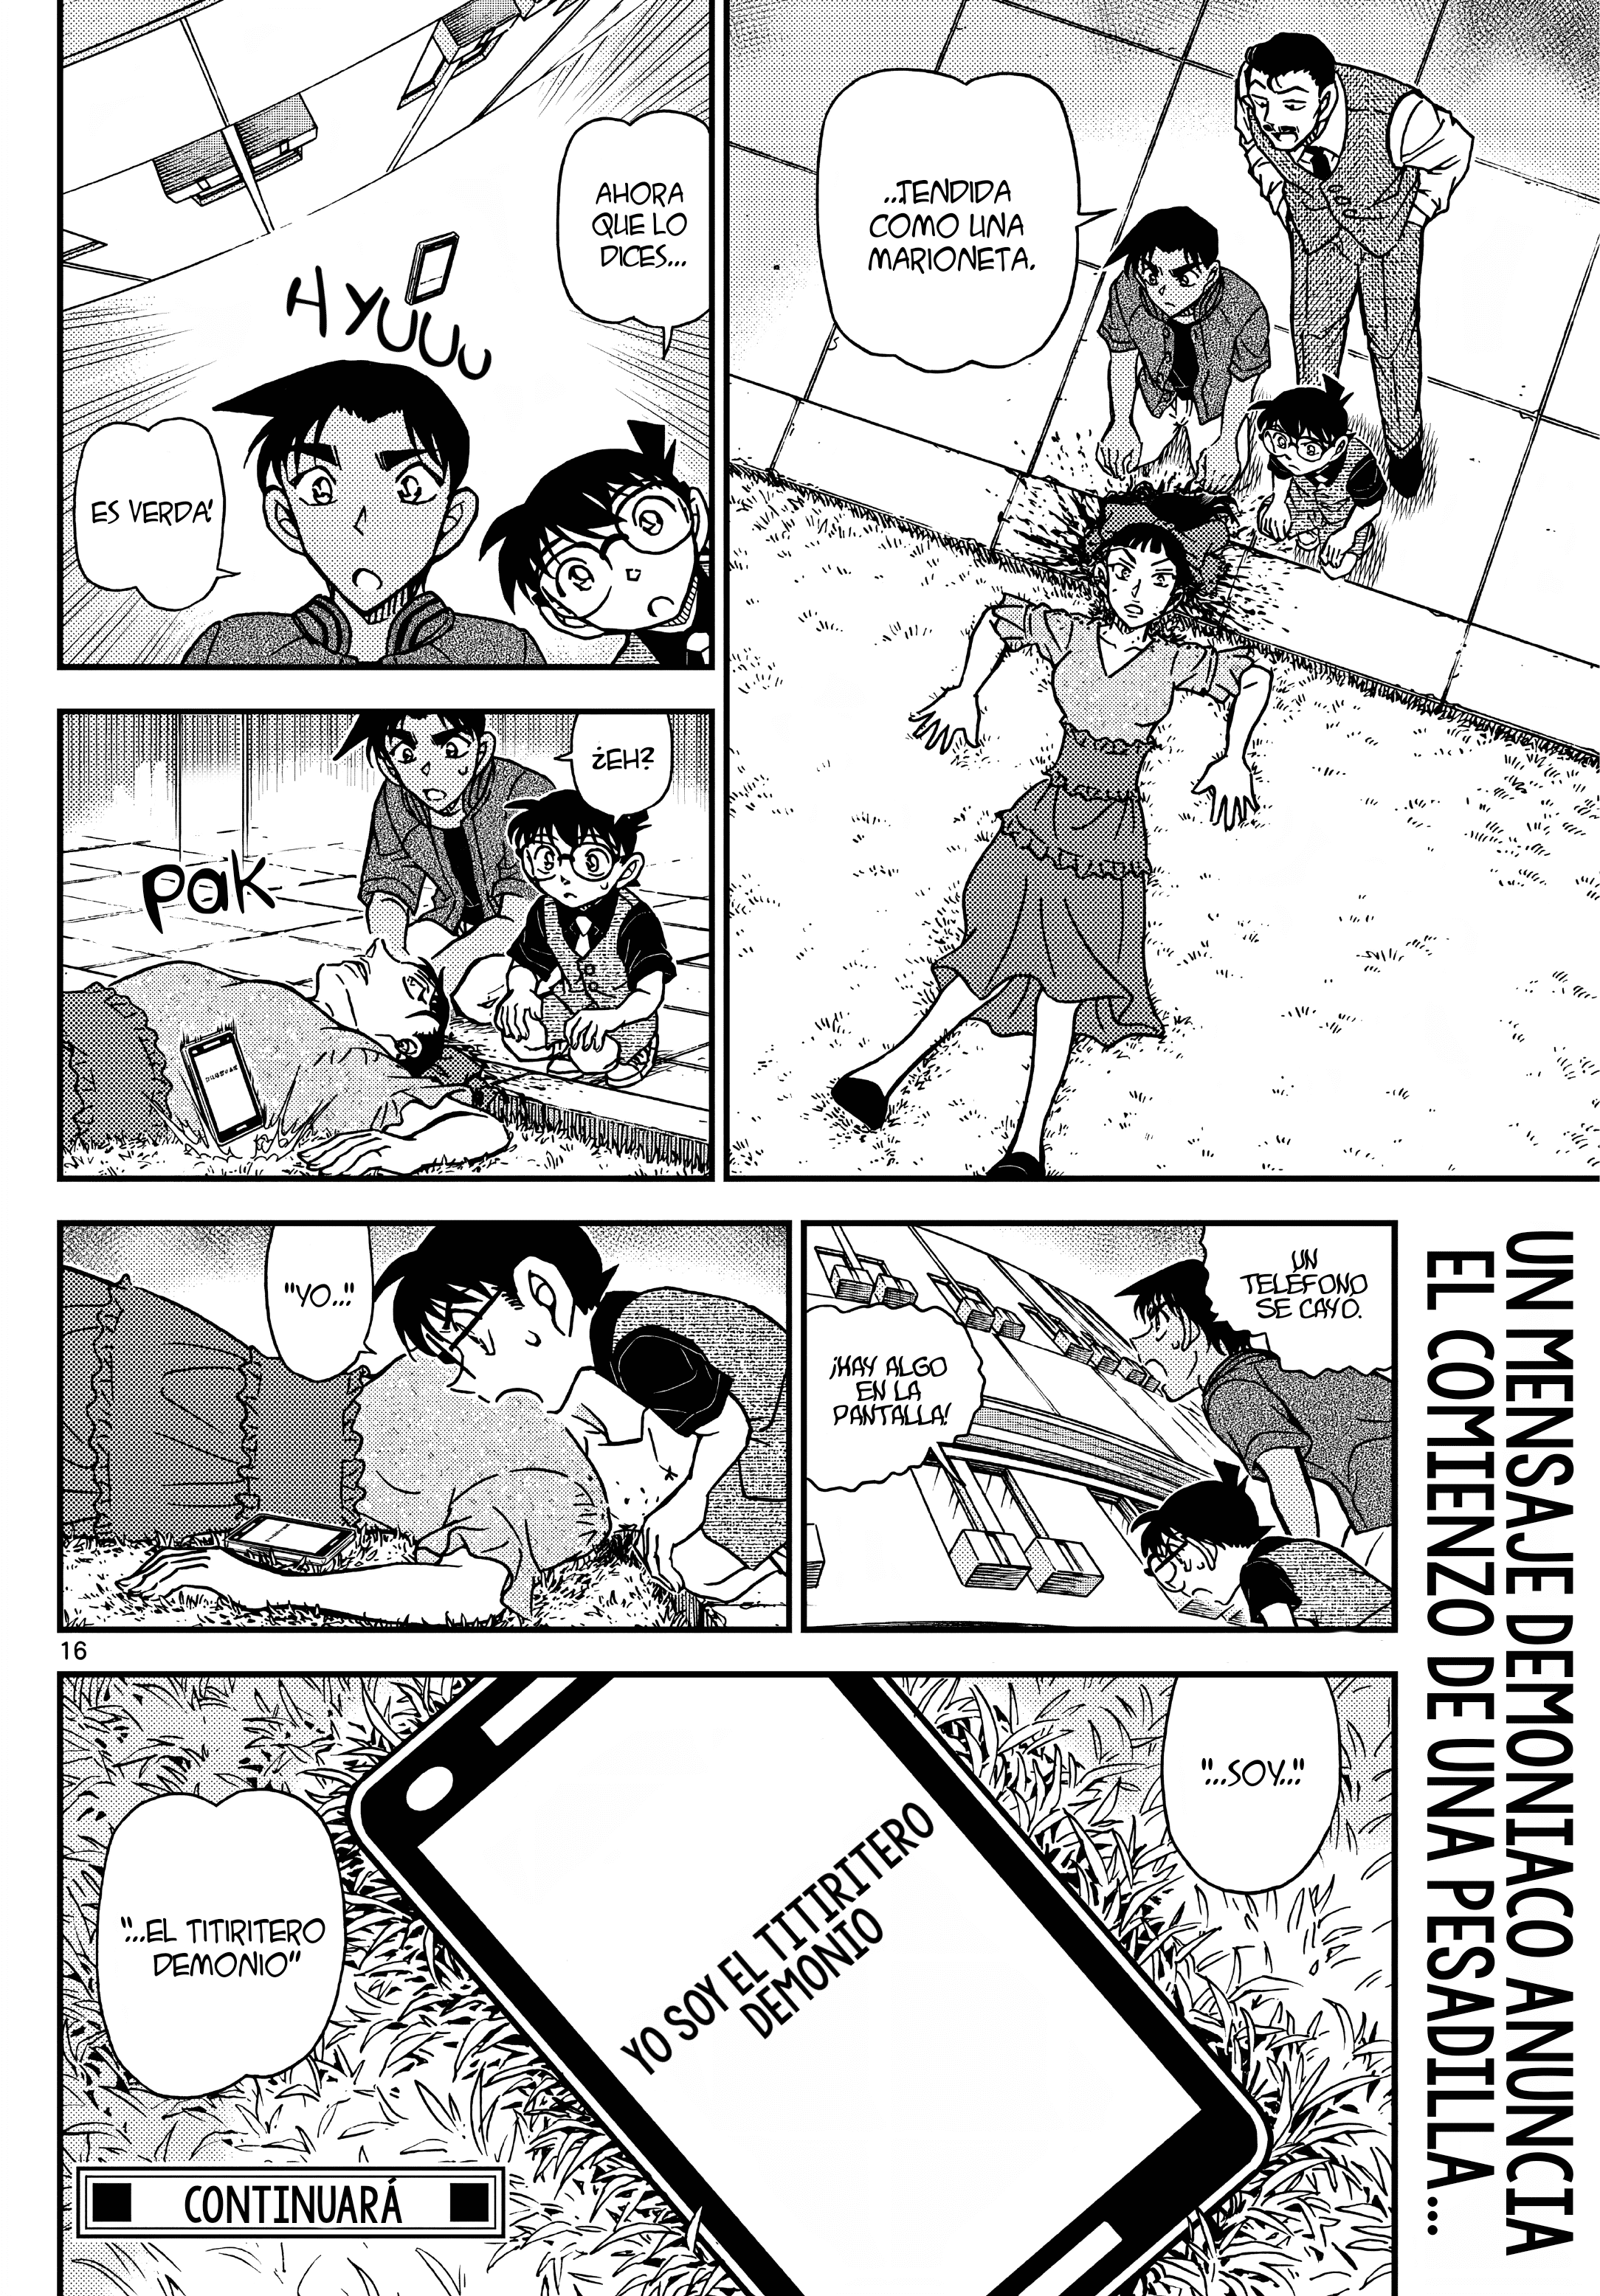 ...TENDIDA
COMO UNA
MARIONETA.
AHORA
QUE LO
DICES...
HYUUU
ES VERDA'.
¿EH?
PAK
UN
TELÉFONO
SE CAYÓ.
¡HAY ALGO
EN LA
PANTALLA!
"YO..."
16
"...SOY..."
YO SOY EL TITIRITERO
DEMONIO
"...EL TITIRITERO
DEMONIO"
CONTINUARÁ
UN MENSAJE DEMONIACO ANUNCIA
EL COMIENZO DE UNA PESADILLA...